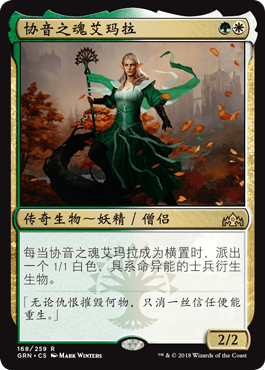 协音之魂艾玛拉
传奇生物～妖精／僧侣
每当协音之魂艾玛拉成为横置时，派出
一个 1/1 白色，具系命异能的士兵衍生
生物。
「无论仇恨摧毁何物，只消一丝信任便能
重生。」
2/2
168/259 R
GRN • CS MARK WINTERS
™ & © 2018 Wizards of the Coast